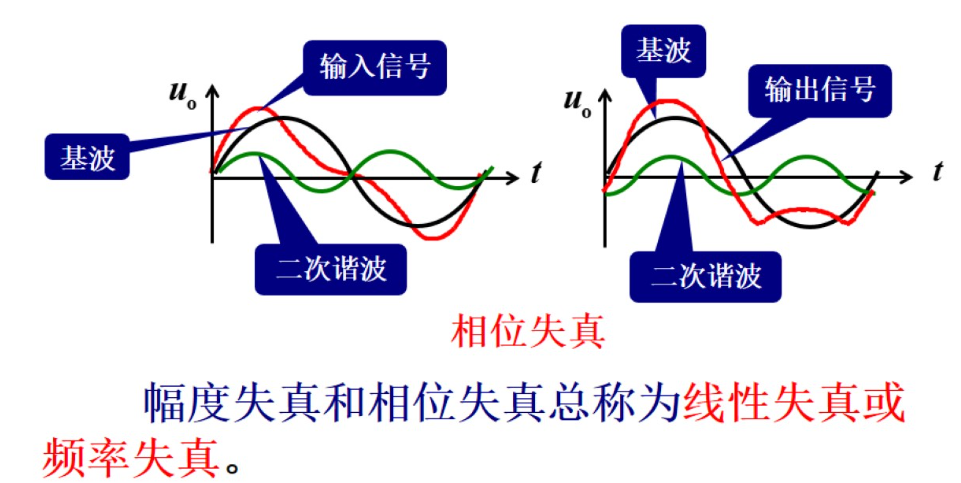 输入信号
u_o
基波
t
二次谐波
基波
u_o
输出信号
t
二次谐波
相位失真
幅度失真和相位失真总称为线性失真或
频率失真。